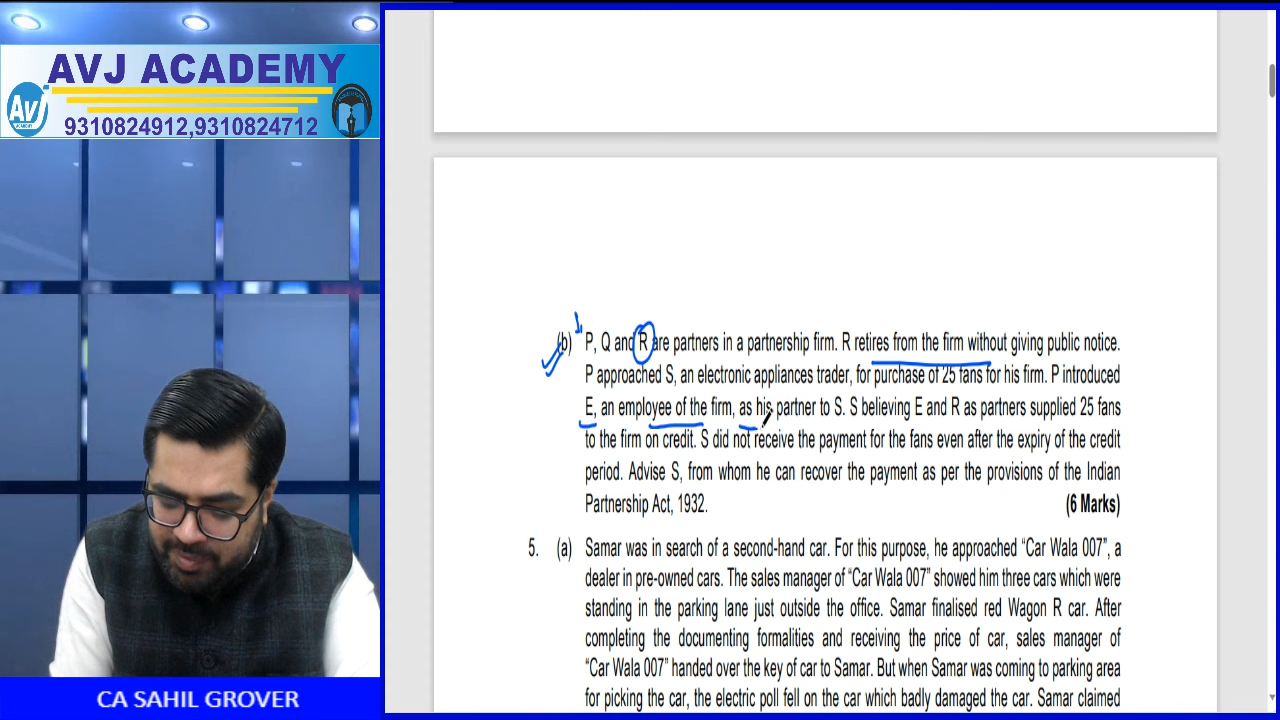 AVJ ACADEMY
AVJ
ACADEMY
9310824912,9310824712
(b) P, Q and R are partners in a partnership firm. R retires from the firm without giving public notice.
P approached S, an electronic appliances trader, for purchase of 25 fans for his firm. P introduced
E, an employee of the firm, as his partner to S. S believing E and R as partners supplied 25 fans
to the firm on credit. S did not receive the payment for the fans even after the expiry of the credit
period. Advise S, from whom he can recover the payment as per the provisions of the Indian
Partnership Act, 1932. (6 Marks)
5. (a) Samar was in search of a second-hand car. For this purpose, he approached “Car Wala 007”, a
dealer in pre-owned cars. The sales manager of “Car Wala 007” showed him three cars which were
standing in the parking lane just outside the office. Samar finalised red Wagon R car. After
completing the documenting formalities and receiving the price of car, sales manager of
“Car Wala 007” handed over the key of car to Samar. But when Samar was coming to parking area
for picking the car, the electric poll fell on the car which badly damaged the car. Samar claimed
CA SAHIL GROVER